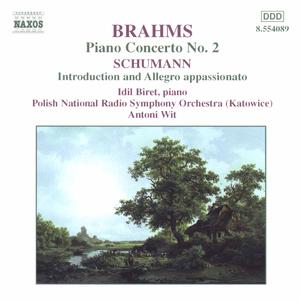 NAXOS
DDD
8.554089
BRAHMS
Piano Concerto No. 2
SCHUMANN
Introduction and Allegro appassionato
Idil Biret, piano
Polish National Radio Symphony Orchestra (Katowice)
Antoni Wit